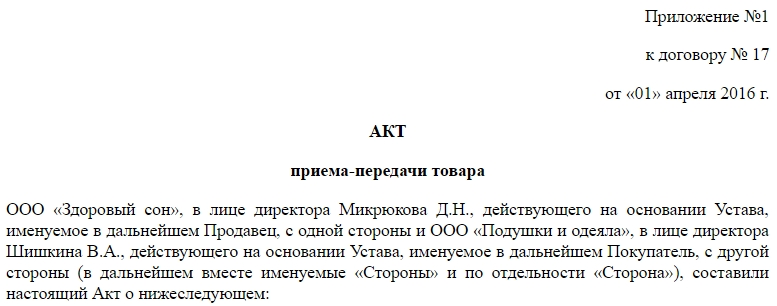 Приложение №1
к договору № 17
от «01» апреля 2016 г.
АКТ
приема-передачи товара
ООО «Здоровый сон», в лице директора Микрюкова Д.Н., действующего на основании Устава,
именуемое в дальнейшем Продавец, с одной стороны и ООО «Подушки и одеяла», в лице директора
Шишкина В.А., действующего на основании Устава, именуемое в дальнейшем Покупатель, с другой
стороны (в дальнейшем вместе именуемые «Стороны» и по отдельности «Сторона»), составили
настоящий Акт о нижеследующем: